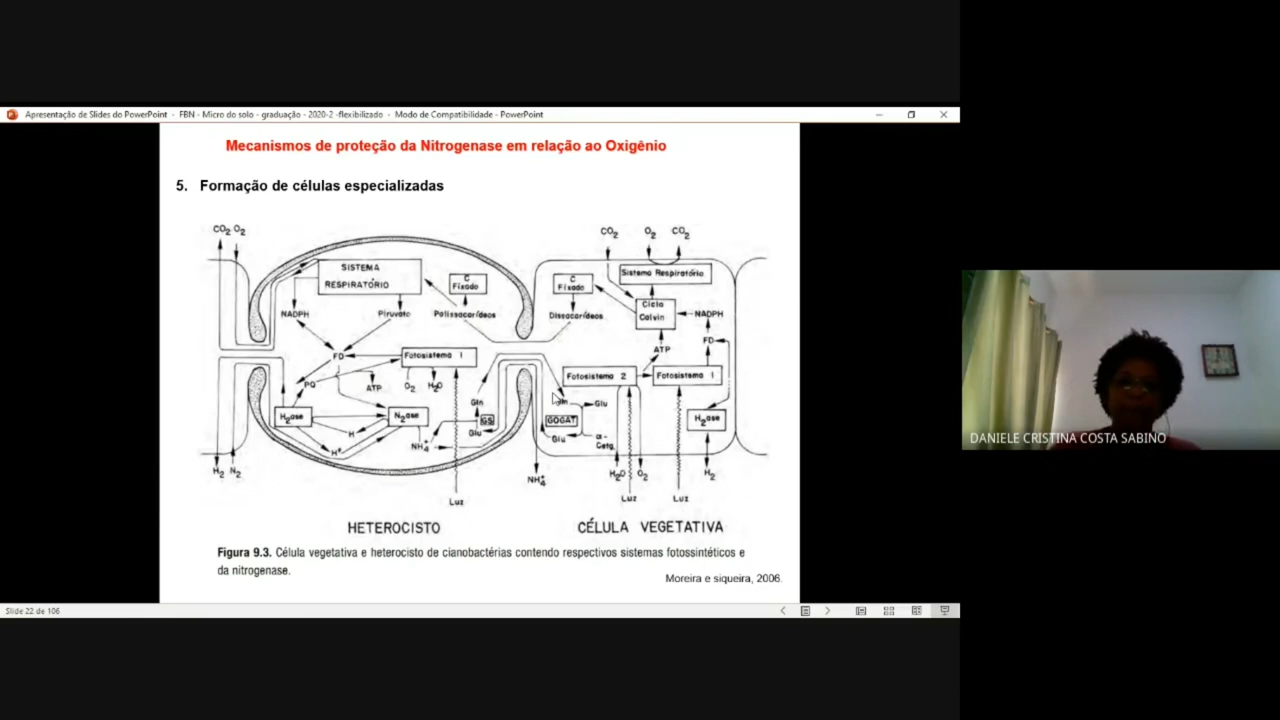 Apresentação de Slides do PowerPoint - FBN - Micro do solo - graduação - 2020-2 -flexibilizado - Modo de Compatibilidade - PowerPoint
Mecanismos de proteção da Nitrogenase em relação ao Oxigênio
5. Formação de células especializadas
CO2 O2
CO2 O2 CO2
SISTEMA
RESPIRATÓRIO
C
Fixado
C
Fixado
Sistema Respiratório
NADPH
Piruvato
Polissacarídeos
Dissacarídeos
Ciclo
Calvin
NADPH
FD
Fotosistema 1
ATP
FD
PQ
ATP
O2
H2O
Fotosistema 2
Fotosistema 1
H2ase
N2ase
Gln
GS
Glu
Gln
Glu
GOGAT
Glu
α-
Cetg.
H2ase
H
H+
NH4+
H2 N2
NH4+
H2O O2
H2
Luz
Luz
Luz
HETEROCISTO
CÉLULA VEGETATIVA
Figura 9.3. Célula vegetativa e heterocisto de cianobactérias contendo respectivos sistemas fotossintéticos e
da nitrogenase.
Moreira e siqueira, 2006.
Slide 22 de 106
DANIELE CRISTINA COSTA SABINO